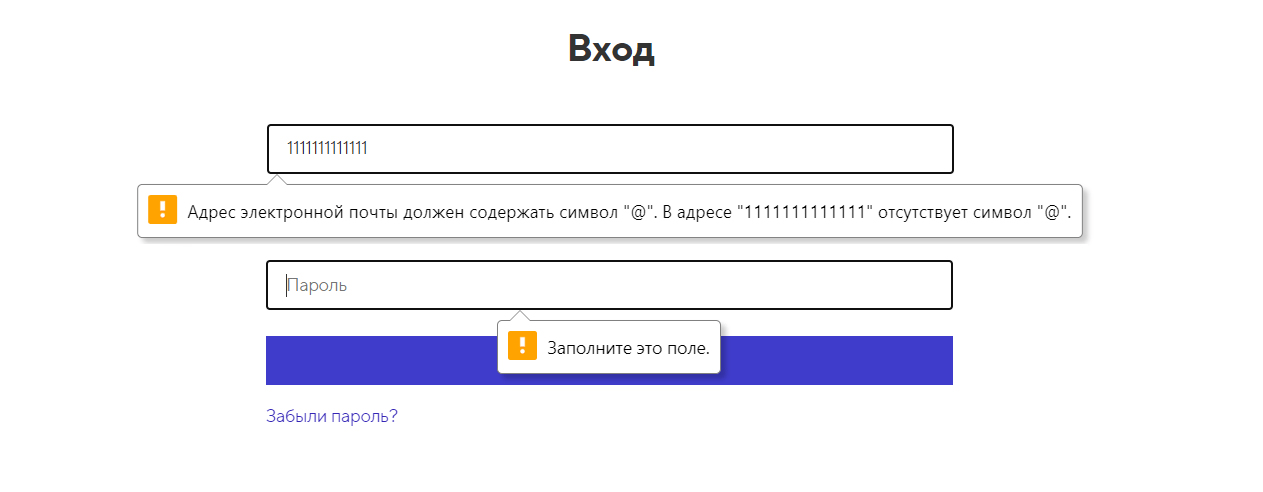 Вход
1111111111111
Адрес электронной почты должен содержать символ "@". В адресе "1111111111111" отсутствует символ "@".
Пароль
Заполните это поле.
Забыли пароль?